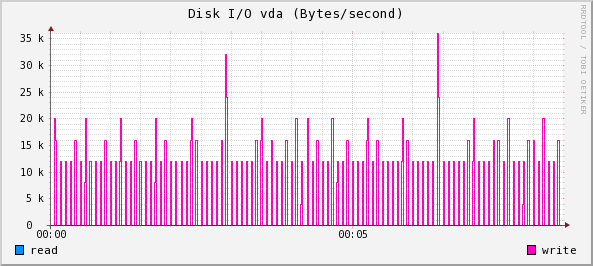 Disk I/O vda (Bytes/second)
RRDTOOL / TOBI OETIKER
35 k
30 k
25 k
20 k
15 k
10 k
5 k
0
00:00 00:05
read write